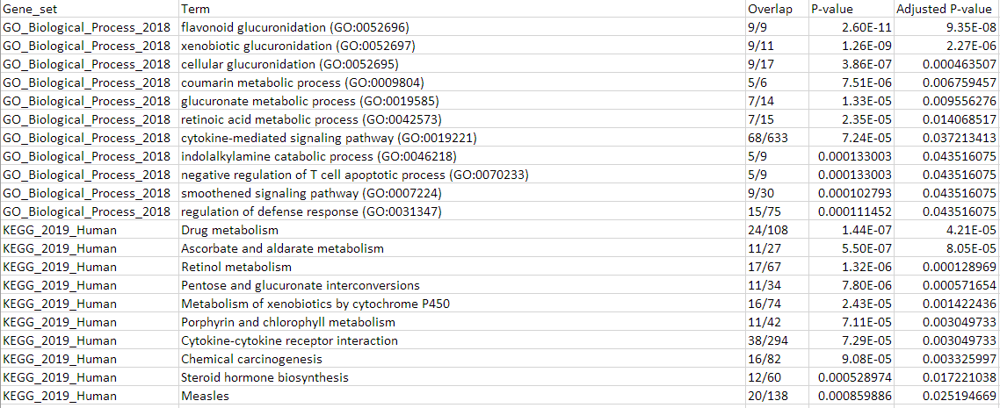 Gene_set Term Overlap P-value Adjusted P-value
GO_Biological_Process_2018 flavonoid glucuronidation (GO:0052696) 9/9 2.60E-11 9.35E-08
GO_Biological_Process_2018 xenobiotic glucuronidation (GO:0052697) 9/11 1.26E-09 2.27E-06
GO_Biological_Process_2018 cellular glucuronidation (GO:0052695) 9/17 3.86E-07 0.000463507
GO_Biological_Process_2018 coumarin metabolic process (GO:0009804) 5/6 7.51E-06 0.006759457
GO_Biological_Process_2018 glucuronate metabolic process (GO:0019585) 7/14 1.33E-05 0.009556276
GO_Biological_Process_2018 retinoic acid metabolic process (GO:0042573) 7/15 2.35E-05 0.014068517
GO_Biological_Process_2018 cytokine-mediated signaling pathway (GO:0019221) 68/633 7.24E-05 0.037213413
GO_Biological_Process_2018 indolalkylamine catabolic process (GO:0046218) 5/9 0.000133003 0.043516075
GO_Biological_Process_2018 negative regulation of T cell apoptotic process (GO:0070233) 5/9 0.000133003 0.043516075
GO_Biological_Process_2018 smoothened signaling pathway (GO:0007224) 9/30 0.000102793 0.043516075
GO_Biological_Process_2018 regulation of defense response (GO:0031347) 15/75 0.000111452 0.043516075
KEGG_2019_Human Drug metabolism 24/108 1.44E-07 4.21E-05
KEGG_2019_Human Ascorbate and aldarate metabolism 11/27 5.50E-07 8.05E-05
KEGG_2019_Human Retinol metabolism 17/67 1.32E-06 0.000128969
KEGG_2019_Human Pentose and glucuronate interconversions 11/34 7.80E-06 0.000571654
KEGG_2019_Human Metabolism of xenobiotics by cytochrome P450 16/74 2.43E-05 0.001422436
KEGG_2019_Human Porphyrin and chlorophyll metabolism 11/42 7.11E-05 0.003049733
KEGG_2019_Human Cytokine-cytokine receptor interaction 38/294 7.29E-05 0.003049733
KEGG_2019_Human Chemical carcinogenesis 16/82 9.08E-05 0.003325997
KEGG_2019_Human Steroid hormone biosynthesis 12/60 0.000528974 0.017221038
KEGG_2019_Human Measles 20/138 0.000859886 0.025194669